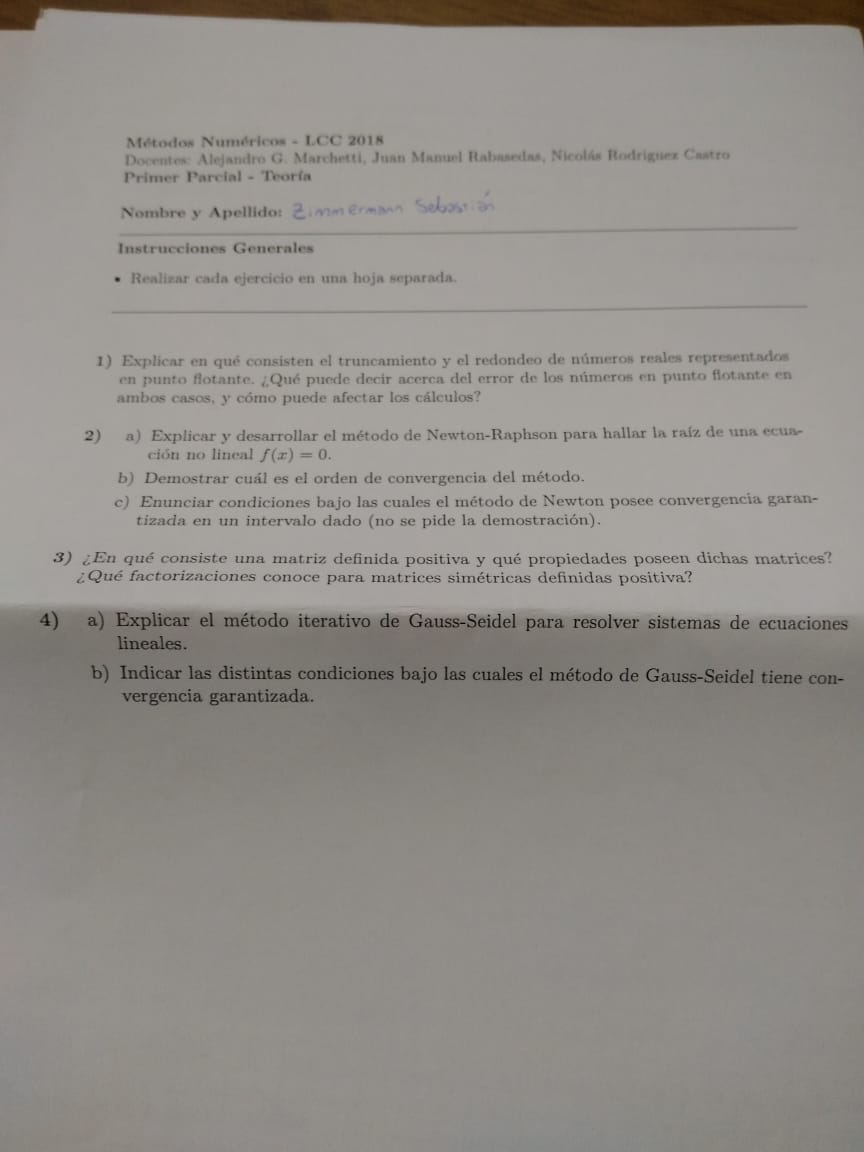 Métodos Numéricos - LCC 2018
Docentes: Alejandro G. Marchetti, Juan Manuel Rabasedas, Nicolás Rodriguez Castro
Primer Parcial - Teoría
Nombre y Apellido: Zimmermann Sebastián
Instrucciones Generales
• Realizar cada ejercicio en una hoja separada.
1) Explicar en qué consisten el truncamiento y el redondeo de números reales representados
en punto flotante. ¿Qué puede decir acerca del error de los números en punto flotante en
ambos casos, y cómo puede afectar los cálculos?
2) a) Explicar y desarrollar el método de Newton-Raphson para hallar la raíz de una ecua-
ción no lineal f(x) = 0.
b) Demostrar cuál es el orden de convergencia del método.
c) Enunciar condiciones bajo las cuales el método de Newton posee convergencia garan-
tizada en un intervalo dado (no se pide la demostración).
3) ¿En qué consiste una matriz definida positiva y qué propiedades poseen dichas matrices?
¿Qué factorizaciones conoce para matrices simétricas definidas positiva?
4) a) Explicar el método iterativo de Gauss-Seidel para resolver sistemas de ecuaciones
lineales.
b) Indicar las distintas condiciones bajo las cuales el método de Gauss-Seidel tiene con-
vergencia garantizada.